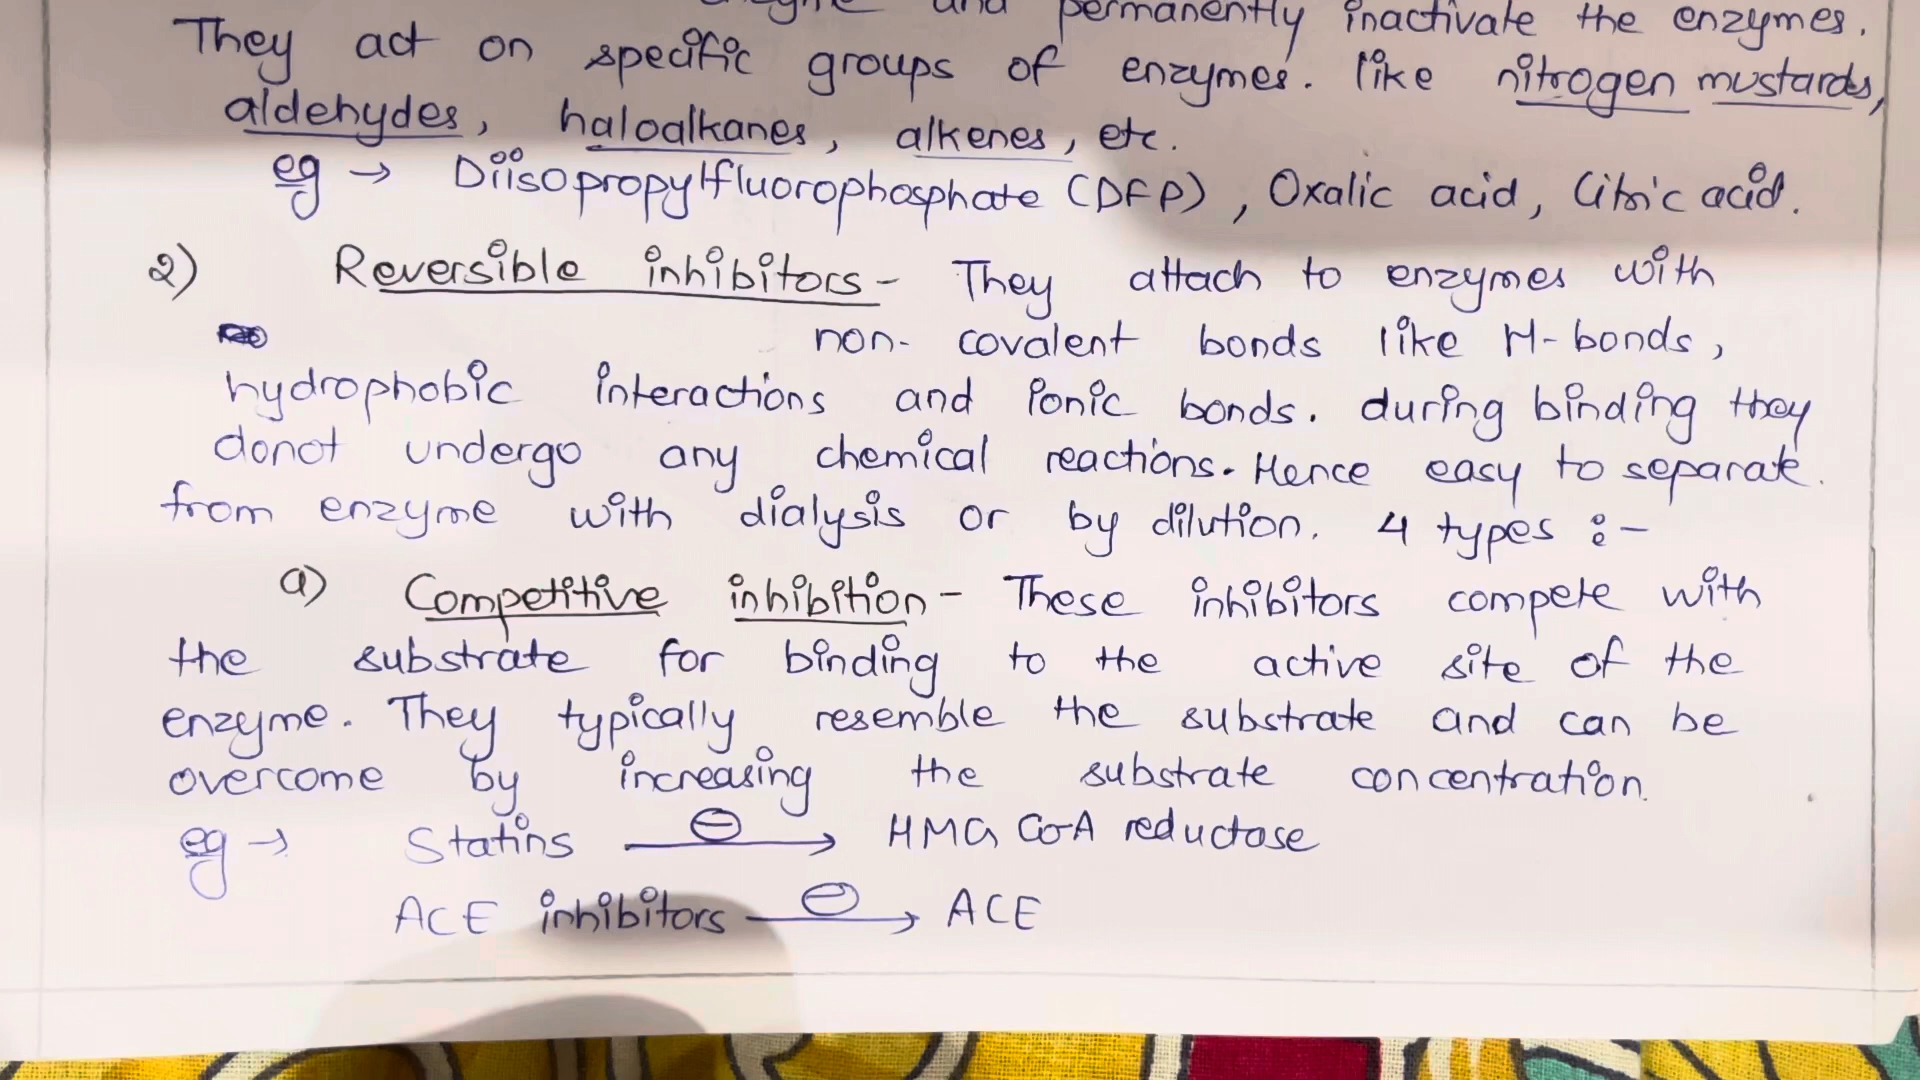 enzyme and permanently inactivate the enzymes.
They act on specific groups of enzymes. like nitrogen mustards,
aldehydes, haloalkanes, alkenes, etc.
eg → Diisopropylfluorophosphate (DFP), Oxalic acid, Citric acid.
2) Reversible inhibitors - They attach to enzymes with
non- covalent bonds like H-bonds,
hydrophobic interactions and ionic bonds. during binding they
donot undergo any chemical reactions. Hence easy to separate.
from enzyme with dialysis or by dilution. 4 types :-
a) Competitive inhibition - These inhibitors compete with
the substrate for binding to the active site of the
enzyme. They typically resemble the substrate and can be
overcome by increasing the substrate concentration.
eg → Statins ⊖→ HMG CoA reductase
ACE inhibitors ⊖→ ACE